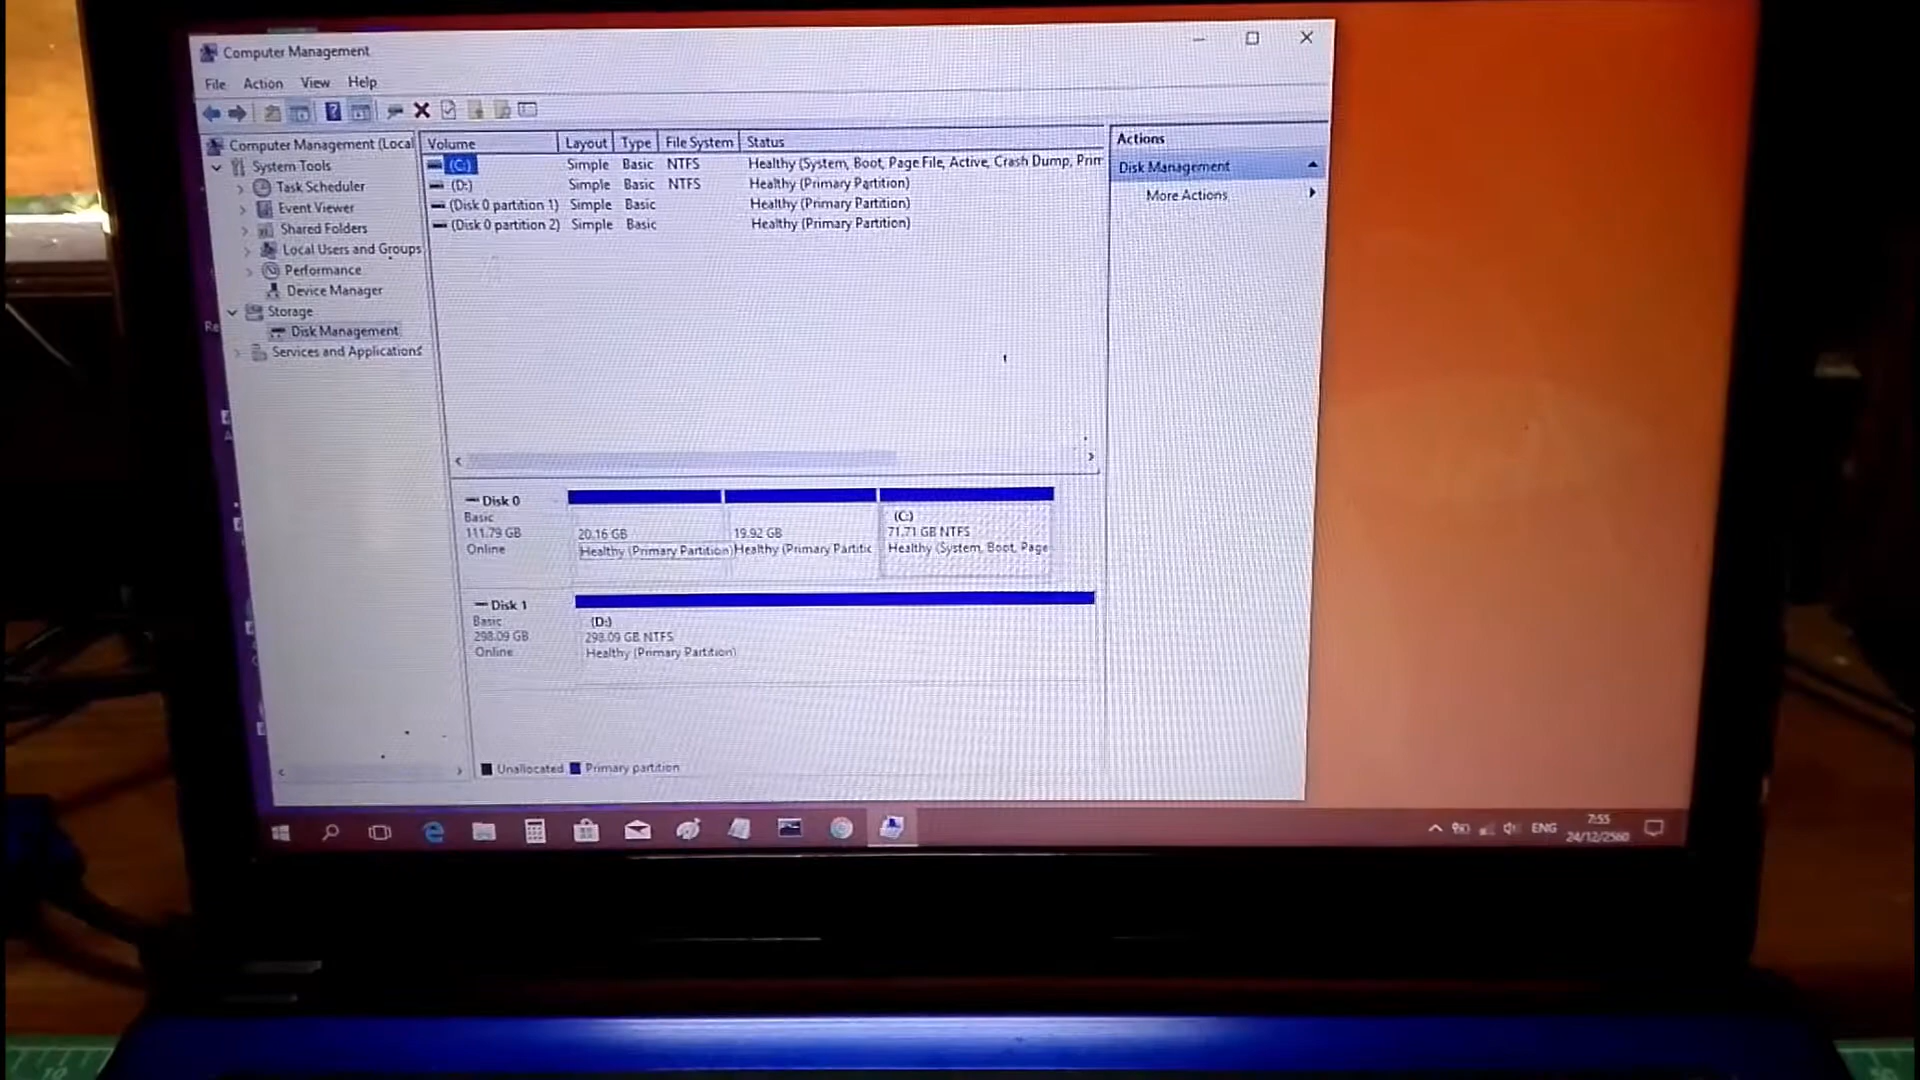 Computer Management
File Action View Help
Computer Management (Local
System Tools
Task Scheduler
Event Viewer
Shared Folders
Local Users and Groups
Performance
Device Manager
Storage
Disk Management
Services and Applications
Volume Layout Type File System Status
(C:) Simple Basic NTFS Healthy (System, Boot, Page File, Active, Crash Dump, Prim
(D:) Simple Basic NTFS Healthy (Primary Partition)
(Disk 0 partition 1) Simple Basic Healthy (Primary Partition)
(Disk 0 partition 2) Simple Basic Healthy (Primary Partition)
Actions
Disk Management
More Actions
Re
Disk 0
Basic
111.79 GB
Online
20.16 GB
Healthy (Primary Partition)
19.92 GB
Healthy (Primary Partitic
(C:)
71.71 GB NTFS
Healthy (System, Boot, Page
Disk 1
Basic
298.09 GB
Online
(D:)
298.09 GB NTFS
Healthy (Primary Partition)
Unallocated Primary partition
ENG
7:55
24/12/2560
10